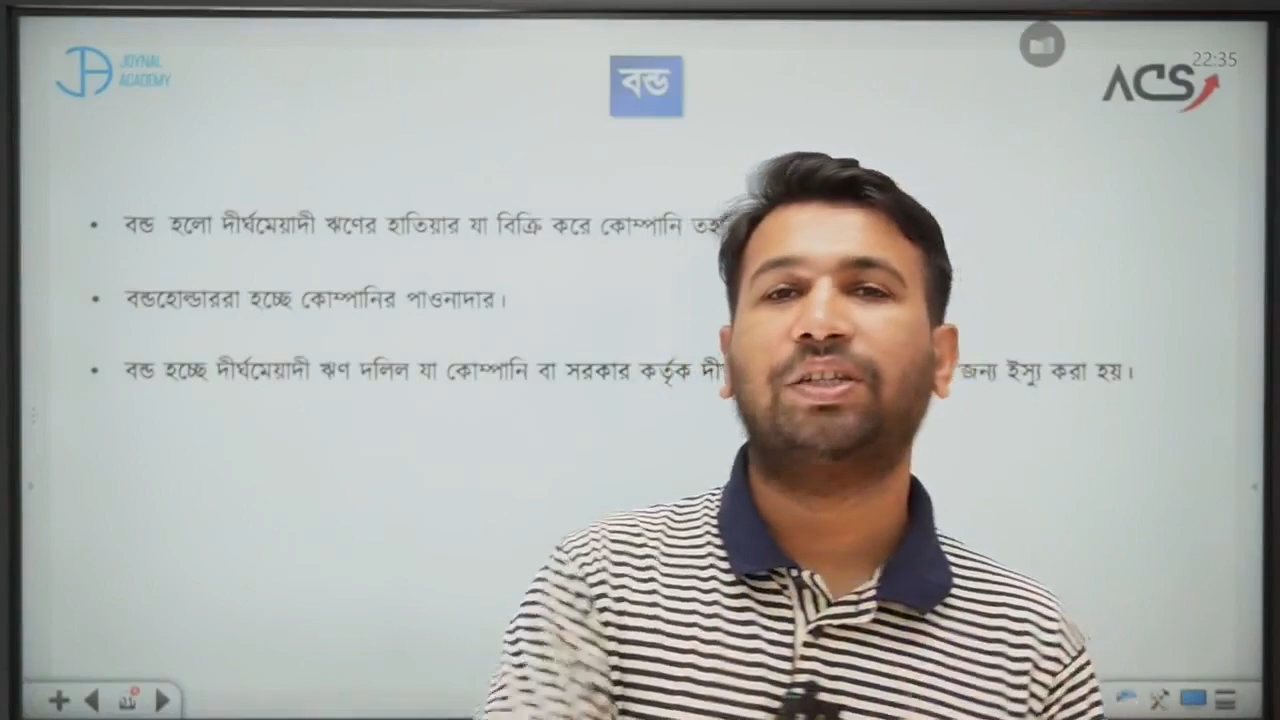 JOYNAL
ACADEMY
বন্ড
22:35
ACS
• বন্ড হলো দীর্ঘমেয়াদী ঋণের হাতিয়ার যা বিক্রি করে কোম্পানি
• বন্ডহোল্ডাররা হচ্ছে কোম্পানির পাওনাদার।
• বন্ড হচ্ছে দীর্ঘমেয়াদী ঋণ দলিল যা কোম্পানি বা সরকার কর্তৃক জন্য ইস্যু করা হয়।